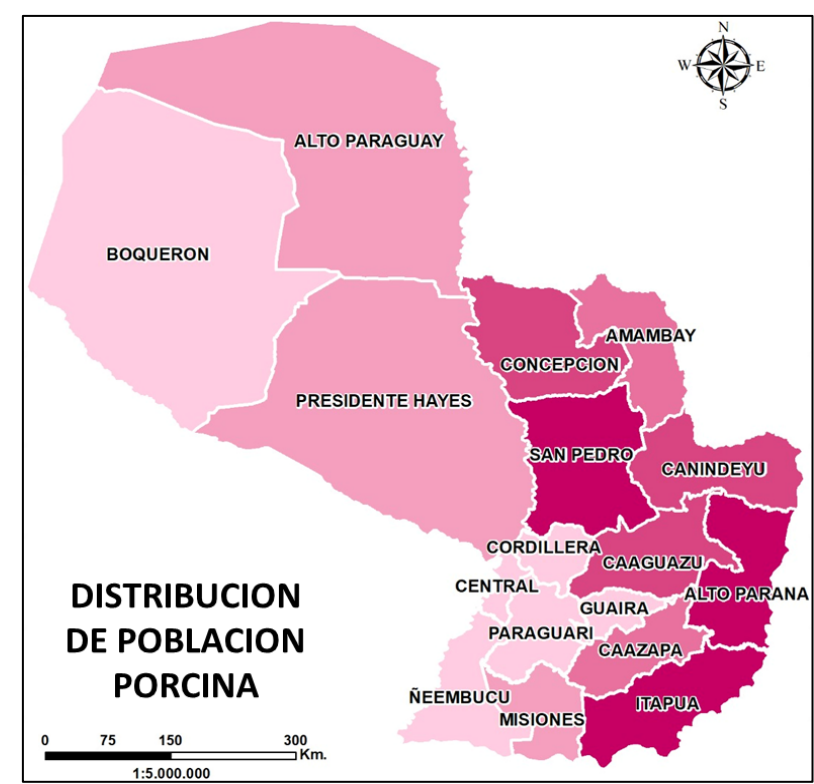 N
W E
S
ALTO PARAGUAY
BOQUERON
AMAMBAY
CONCEPCION
PRESIDENTE HAYES
SAN PEDRO
CANINDEYU
CORDILLERA
CAAGUAZU
CENTRAL
ALTO PARANA
GUAIRA
PARAGUARI
CAAZAPA
ÑEEMBUCU
ITAPUA
MISIONES
DISTRIBUCION
DE POBLACION
PORCINA
0 75 150 300
Km.
1:5.000.000